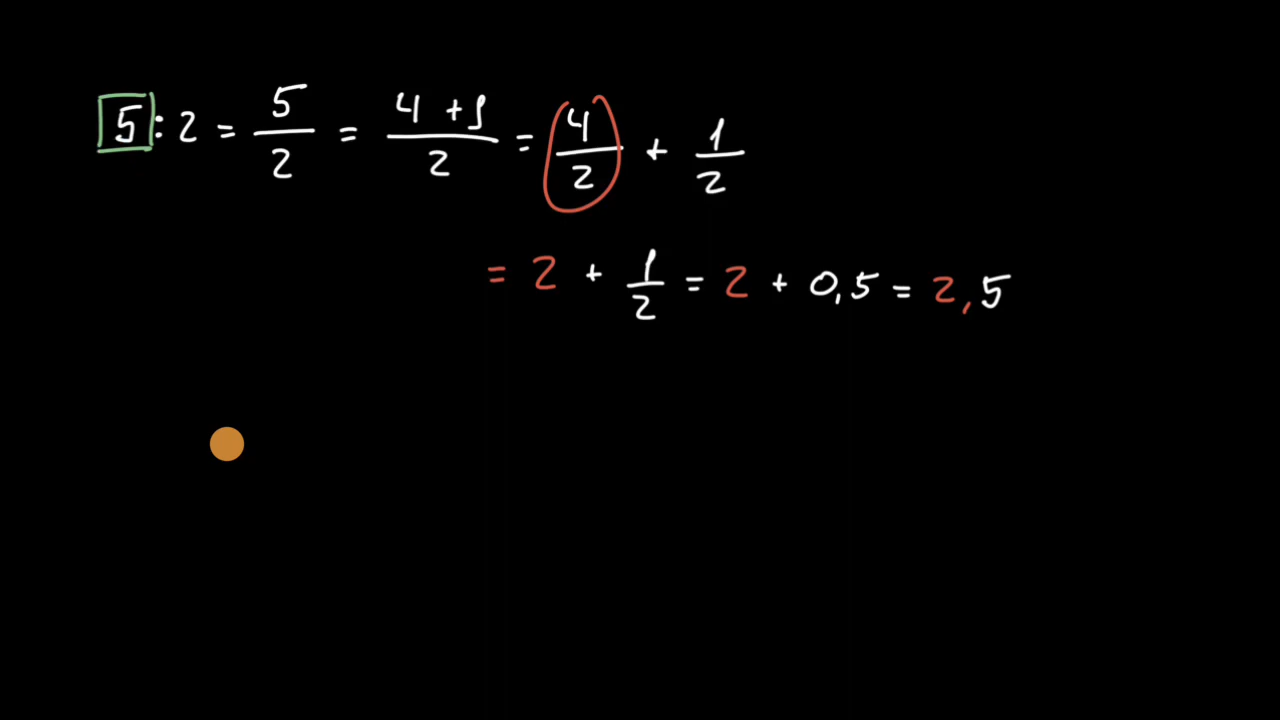 5 : 2 = 5/2 = (4 + 1)/2 = 4/2 + 1/2
= 2 + 1/2 = 2 + 0,5 = 2,5